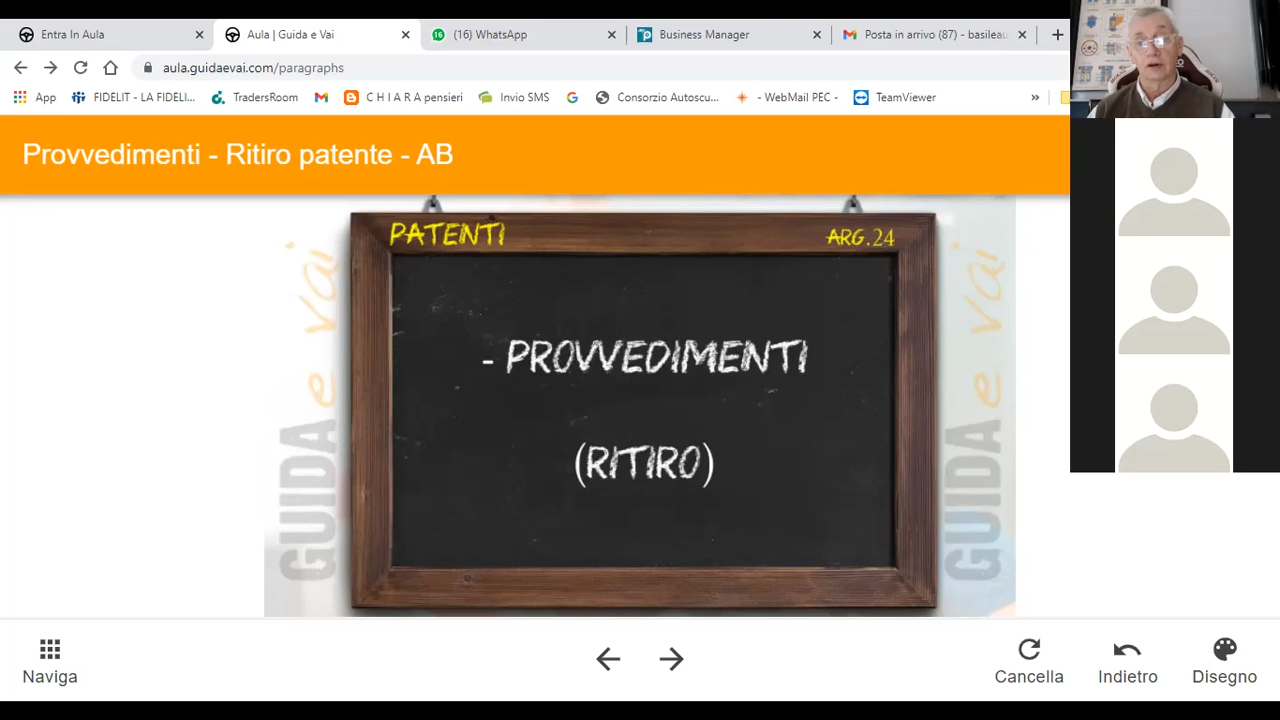 Entra In Aula
Aula | Guida e Vai
(16) WhatsApp
Business Manager
Posta in arrivo (87) - basileau
aula.guidaevai.com/paragraphs
App
FIDELIT - LA FIDELI...
TradersRoom
C H I A R A pensieri
Invio SMS
Consorzio Autoscu...
- WebMail PEC -
TeamViewer
»
Provvedimenti - Ritiro patente - AB
PATENTI
ARG.24
- PROVVEDIMENTI
(RITIRO)
GUIDA e vai
GUIDA e vai
Naviga
Cancella
Indietro
Disegno